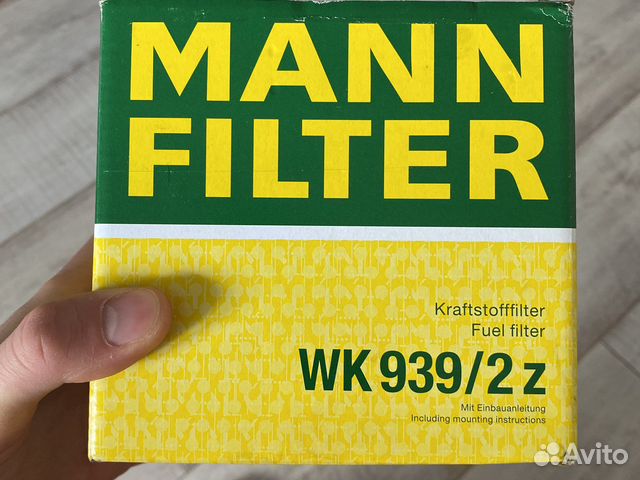 MANN
FILTER
Kraftstofffilter
Fuel filter
WK 939/2 z
Mit Einbauanleitung
Including mounting instructions
Avito